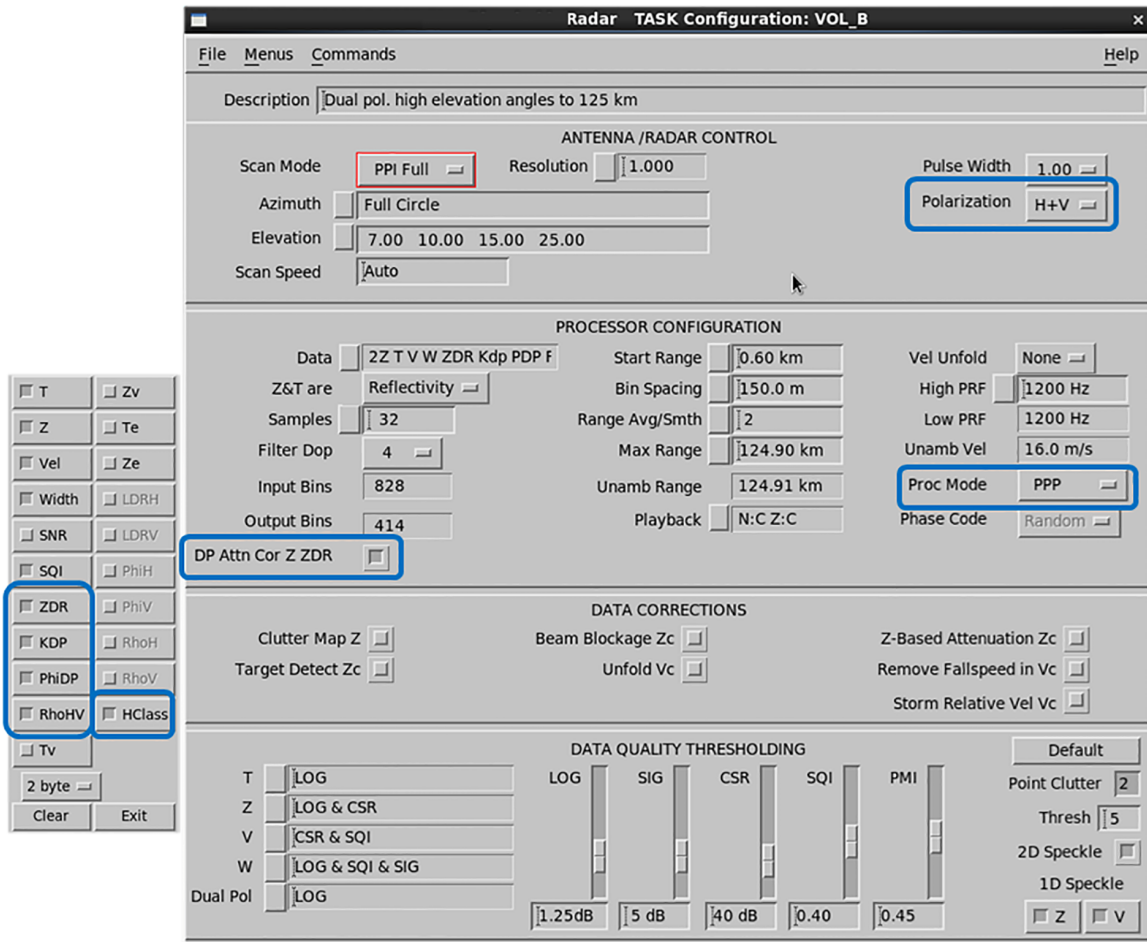 Radar TASK Configuration: VOL_B
File Menus Commands Help
Description Dual pol. high elevation angles to 125 km
ANTENNA /RADAR CONTROL
Scan Mode PPI Full Resolution 1.000 Pulse Width 1.00
Azimuth Full Circle Polarization H+V
Elevation 7.00 10.00 15.00 25.00
Scan Speed Auto
PROCESSOR CONFIGURATION
Data 2Z T V W ZDR Kdp PDP F Start Range 0.60 km Vel Unfold None
Z&T are Reflectivity Bin Spacing 150.0 m High PRF 1200 Hz
Samples 32 Range Avg/Smth 2 Low PRF 1200 Hz
Filter Dop 4 Max Range 124.90 km Unamb Vel 16.0 m/s
Input Bins 828 Unamb Range 124.91 km Proc Mode PPP
Output Bins 414 Playback N:C Z:C Phase Code Random
DP Attn Cor Z ZDR
DATA CORRECTIONS
Clutter Map Z Beam Blockage Zc Z-Based Attenuation Zc
Target Detect Zc Unfold Vc Remove Fallspeed in Vc
Storm Relative Vel Vc
DATA QUALITY THRESHOLDING Default
T LOG LOG SIG CSR SQI PMI Point Clutter 2
Z LOG & CSR Thresh 5
V CSR & SQI 2D Speckle
W LOG & SQI & SIG 1D Speckle
Dual Pol LOG 1.25dB 5 dB 40 dB 0.40 0.45 Z V
T Zv
Z Te
Vel Ze
Width LDRH
SNR LDRV
SQI PhiH
ZDR PhiV
KDP RhoH
PhiDP RhoV
RhoHV HClass
Tv
2 byte
Clear Exit